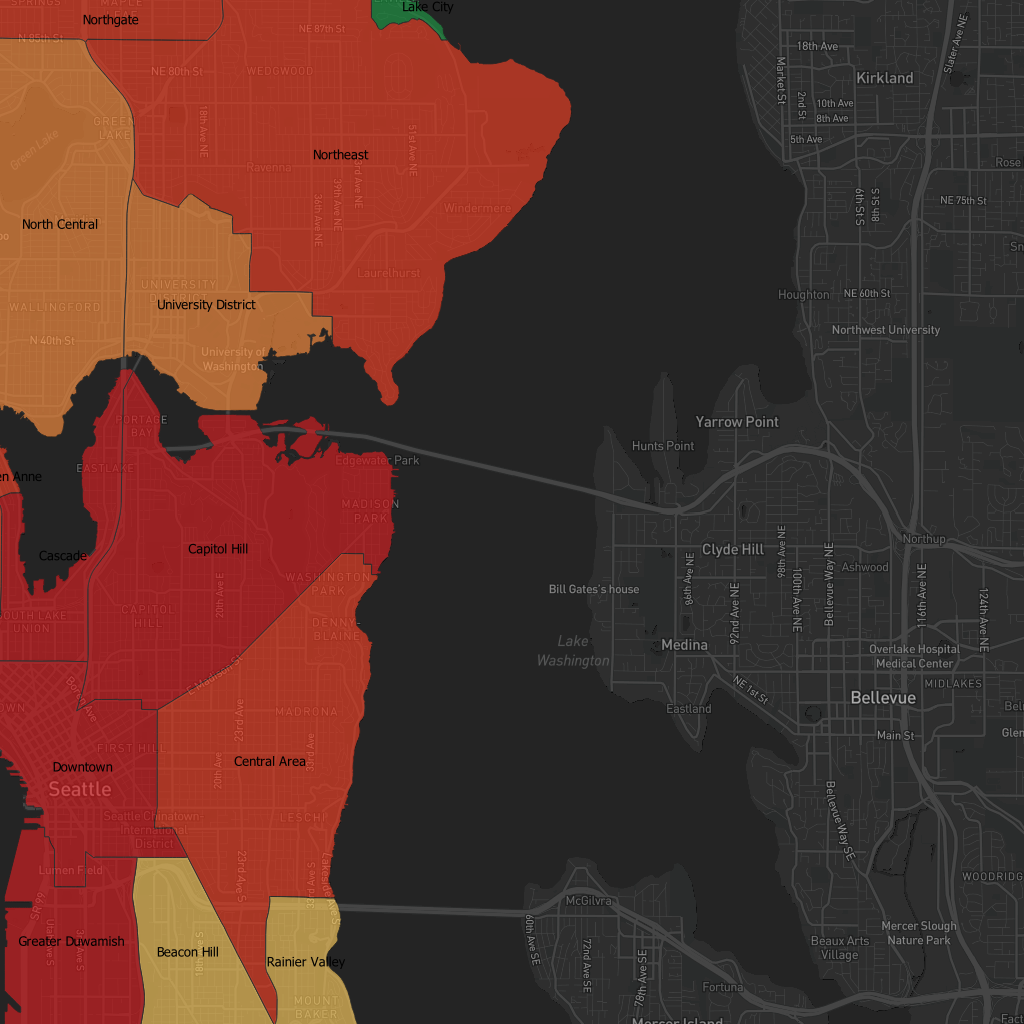 Lake City
Northgate
NE 87th St
N 85th St
NE 80th St
WEDGWOOD
18th Ave
Slater Ave NE
Kirkland
Market St
2nd St
10th Ave
8th Ave
5th Ave
GREEN
LAKE
Green Lake
18th Ave NE
51st Ave NE
Northeast
Ravenna
39th Ave NE
36th Ave NE
Rose
6th St S
8th St S
NE 75th St
Windermere
North Central
Laurelhurst
UNIVERSITY
University District
WALLINGFORD
Houghton
NE 60th St
N 40th St
University of
Washington
Northwest University
PORTAGE
BAY
Yarrow Point
Hunts Point
EASTLAKE
Edgewater Park
en Anne
MADISON
PARK
Cascade
Capitol Hill
Clyde Hill
Northup
98th Ave NE
100th Ave NE
Bellevue Way NE
Ashwood
116th Ave NE
124th Ave NE
86th Ave NE
92nd Ave NE
Bill Gates's house
WASHINGTON
PARK
20th Ave E
CAPITOL
HILL
DENNY-
BLAINE
SOUTH LAKE
UNION
Lake
Washington
Medina
Overlake Hospital
Medical Center
E Madison St
NE 1st St
MIDLAKES
Bellevue
Boren Ave
MADRONA
Eastland
23rd Ave
33rd Ave
Main St
FIRST HILL
Downtown
Seattle
Central Area
20th Ave
LESCHI
Seattle Chinatown-
International
District
Bellevue Way SE
Lumen Field
23rd Ave S
Lakeside Ave S
WOODRIDG
McGilvra
SR 99
60th Ave SE
72nd Ave SE
78th Ave SE
Greater Duwamish
Beacon Hill
18th Ave S
Rainier Valley
Mercer Slough
Nature Park
Beaux Arts
Village
Fortuna
MOUNT
BAKER
Mercer Island
Fact